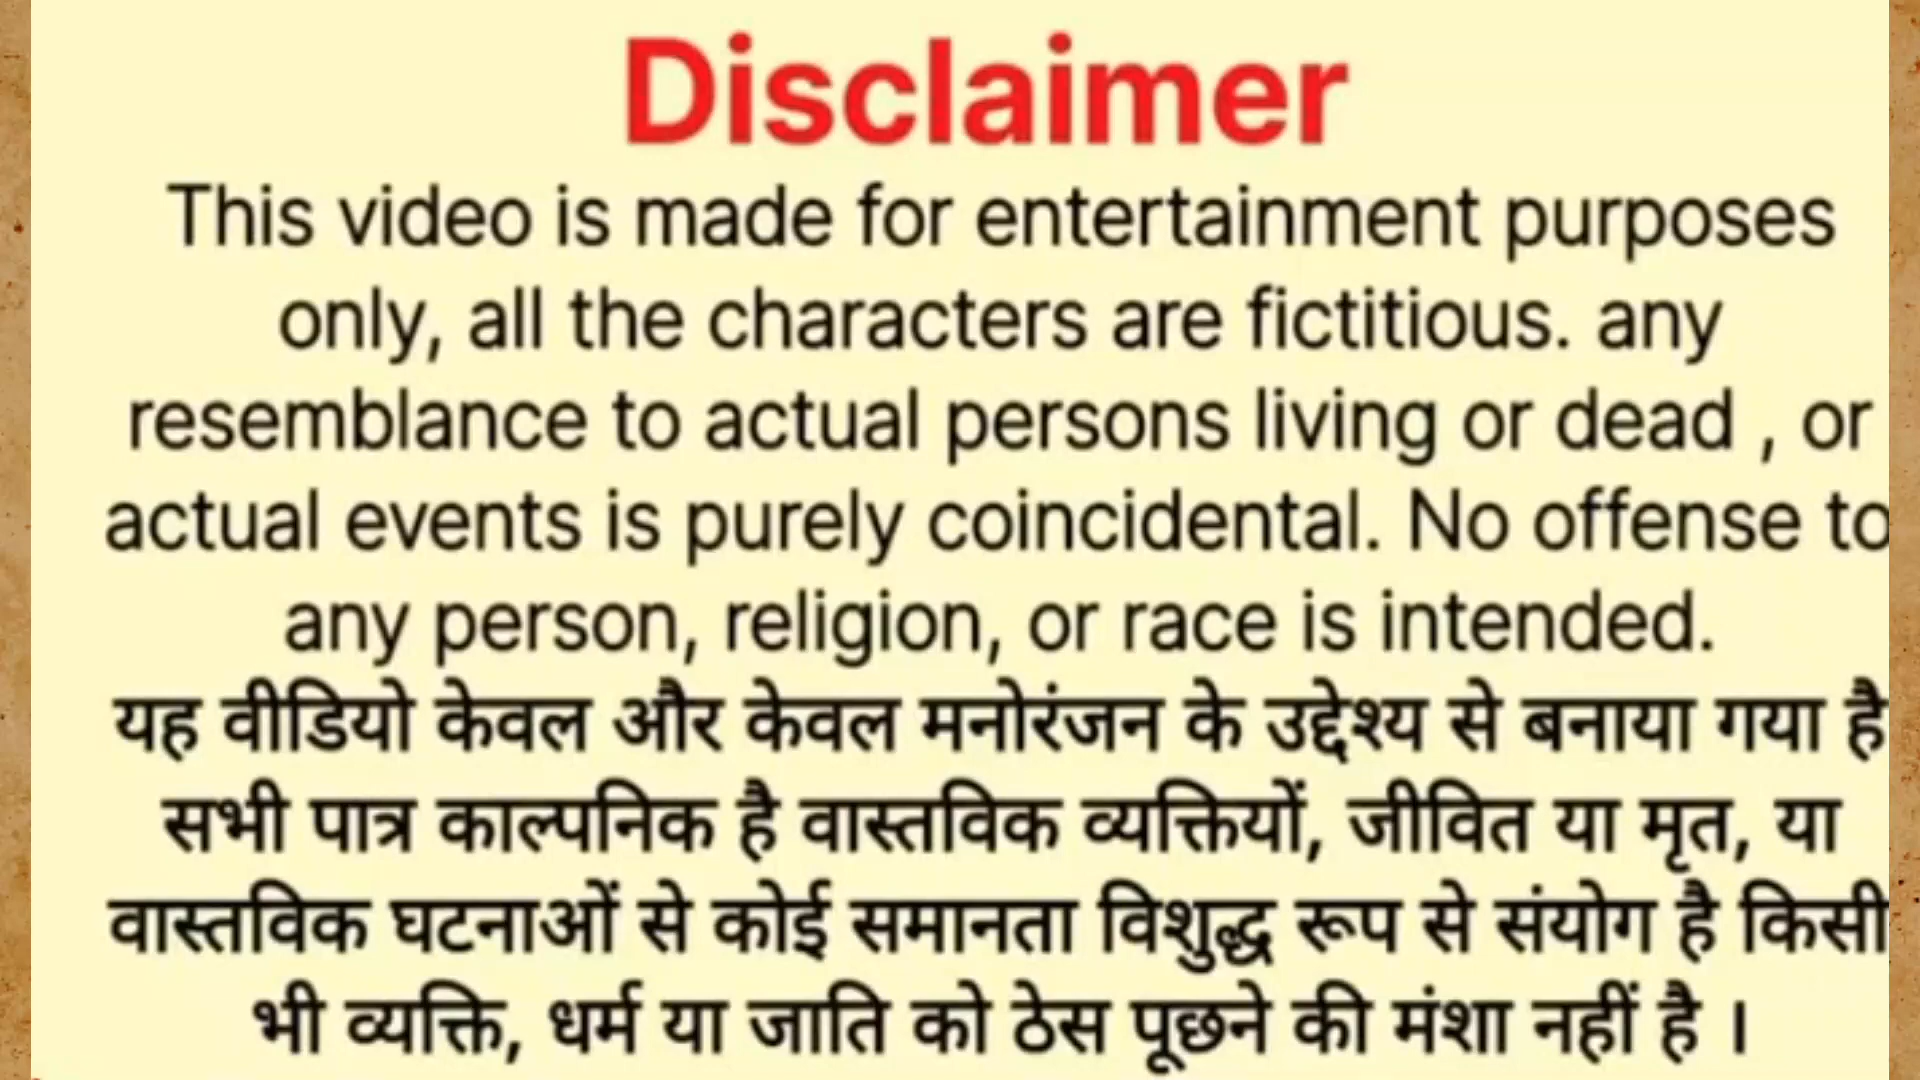 Disclaimer
This video is made for entertainment purposes
only, all the characters are fictitious. any
resemblance to actual persons living or dead , or
actual events is purely coincidental. No offense to
any person, religion, or race is intended.
यह वीडियो केवल और केवल मनोरंजन के उद्देश्य से बनाया गया है
सभी पात्र काल्पनिक है वास्तविक व्यक्तियों, जीवित या मृत, या
वास्तविक घटनाओं से कोई समानता विशुद्ध रूप से संयोग है किसी
भी व्यक्ति, धर्म या जाति को ठेस पूछने की मंशा नहीं है ।